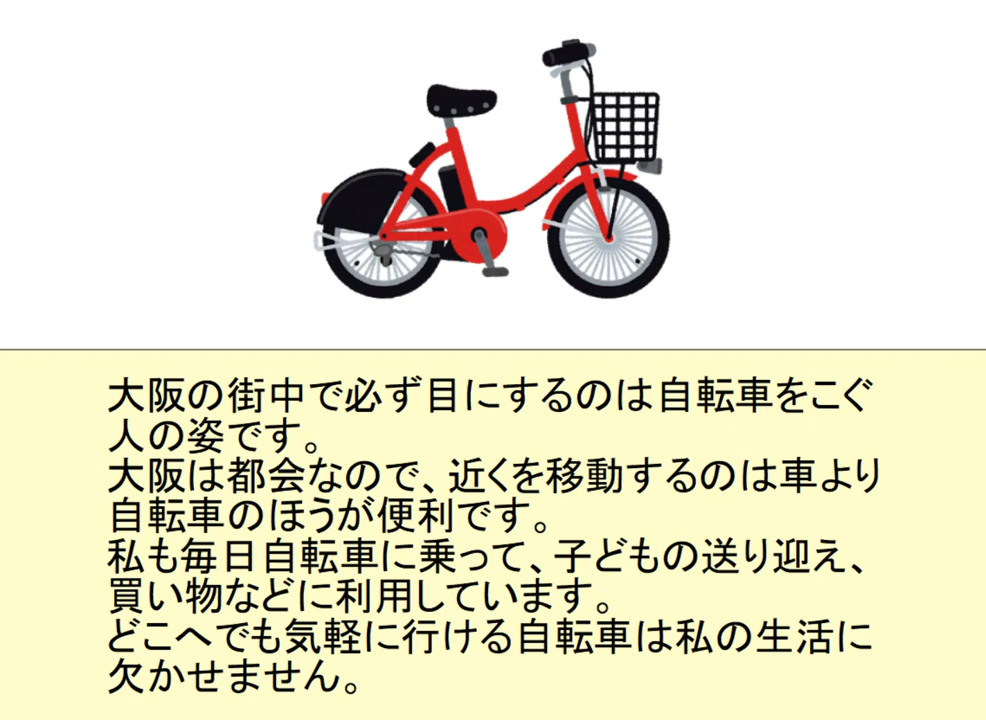 大阪の街中で必ず目にするのは自転車をこぐ
人の姿です。
大阪は都会なので、近くを移動するのは車より
自転車のほうが便利です。
私も毎日自転車に乗って、子どもの送り迎え、
買い物などに利用しています。
どこへでも気軽に行ける自転車は私の生活に
欠かせません。